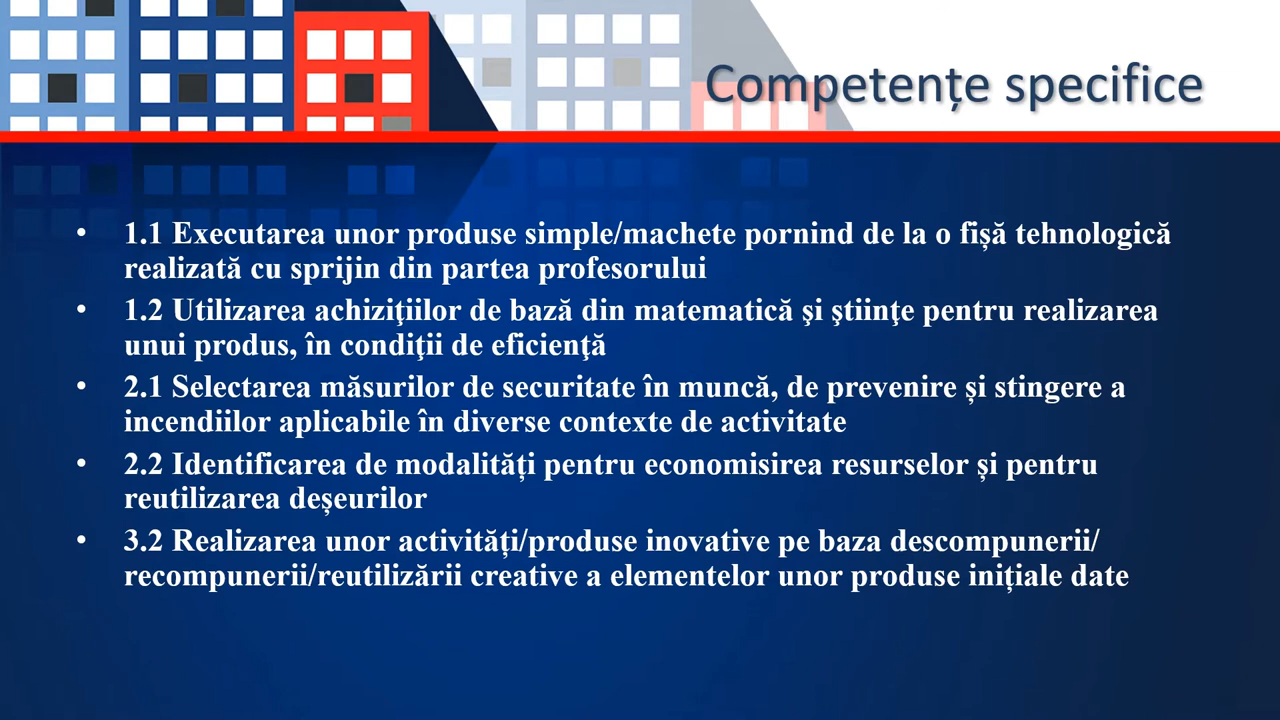 Competențe specifice
• 1.1 Executarea unor produse simple/machete pornind de la o fișă tehnologică
realizată cu sprijin din partea profesorului
• 1.2 Utilizarea achiziţiilor de bază din matematică şi ştiinţe pentru realizarea
unui produs, în condiţii de eficienţă
• 2.1 Selectarea măsurilor de securitate în muncă, de prevenire și stingere a
incendiilor aplicabile în diverse contexte de activitate
• 2.2 Identificarea de modalități pentru economisirea resurselor și pentru
reutilizarea deșeurilor
• 3.2 Realizarea unor activități/produse inovative pe baza descompunerii/
recompunerii/reutilizării creative a elementelor unor produse inițiale date